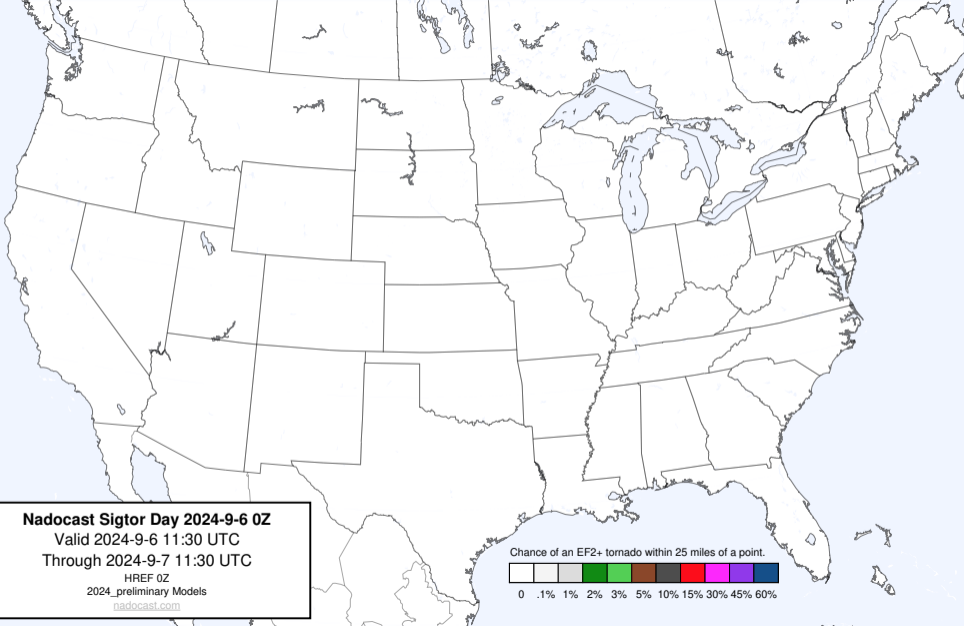 Nadocast Sigtor Day 2024-9-6 0Z
Valid 2024-9-6 11:30 UTC
Through 2024-9-7 11:30 UTC
HREF 0Z
2024_preliminary Models
nadocast.com
Chance of an EF2+ tornado within 25 miles of a point.
0 .1% 1% 2% 3% 5% 10% 15% 30% 45% 60%